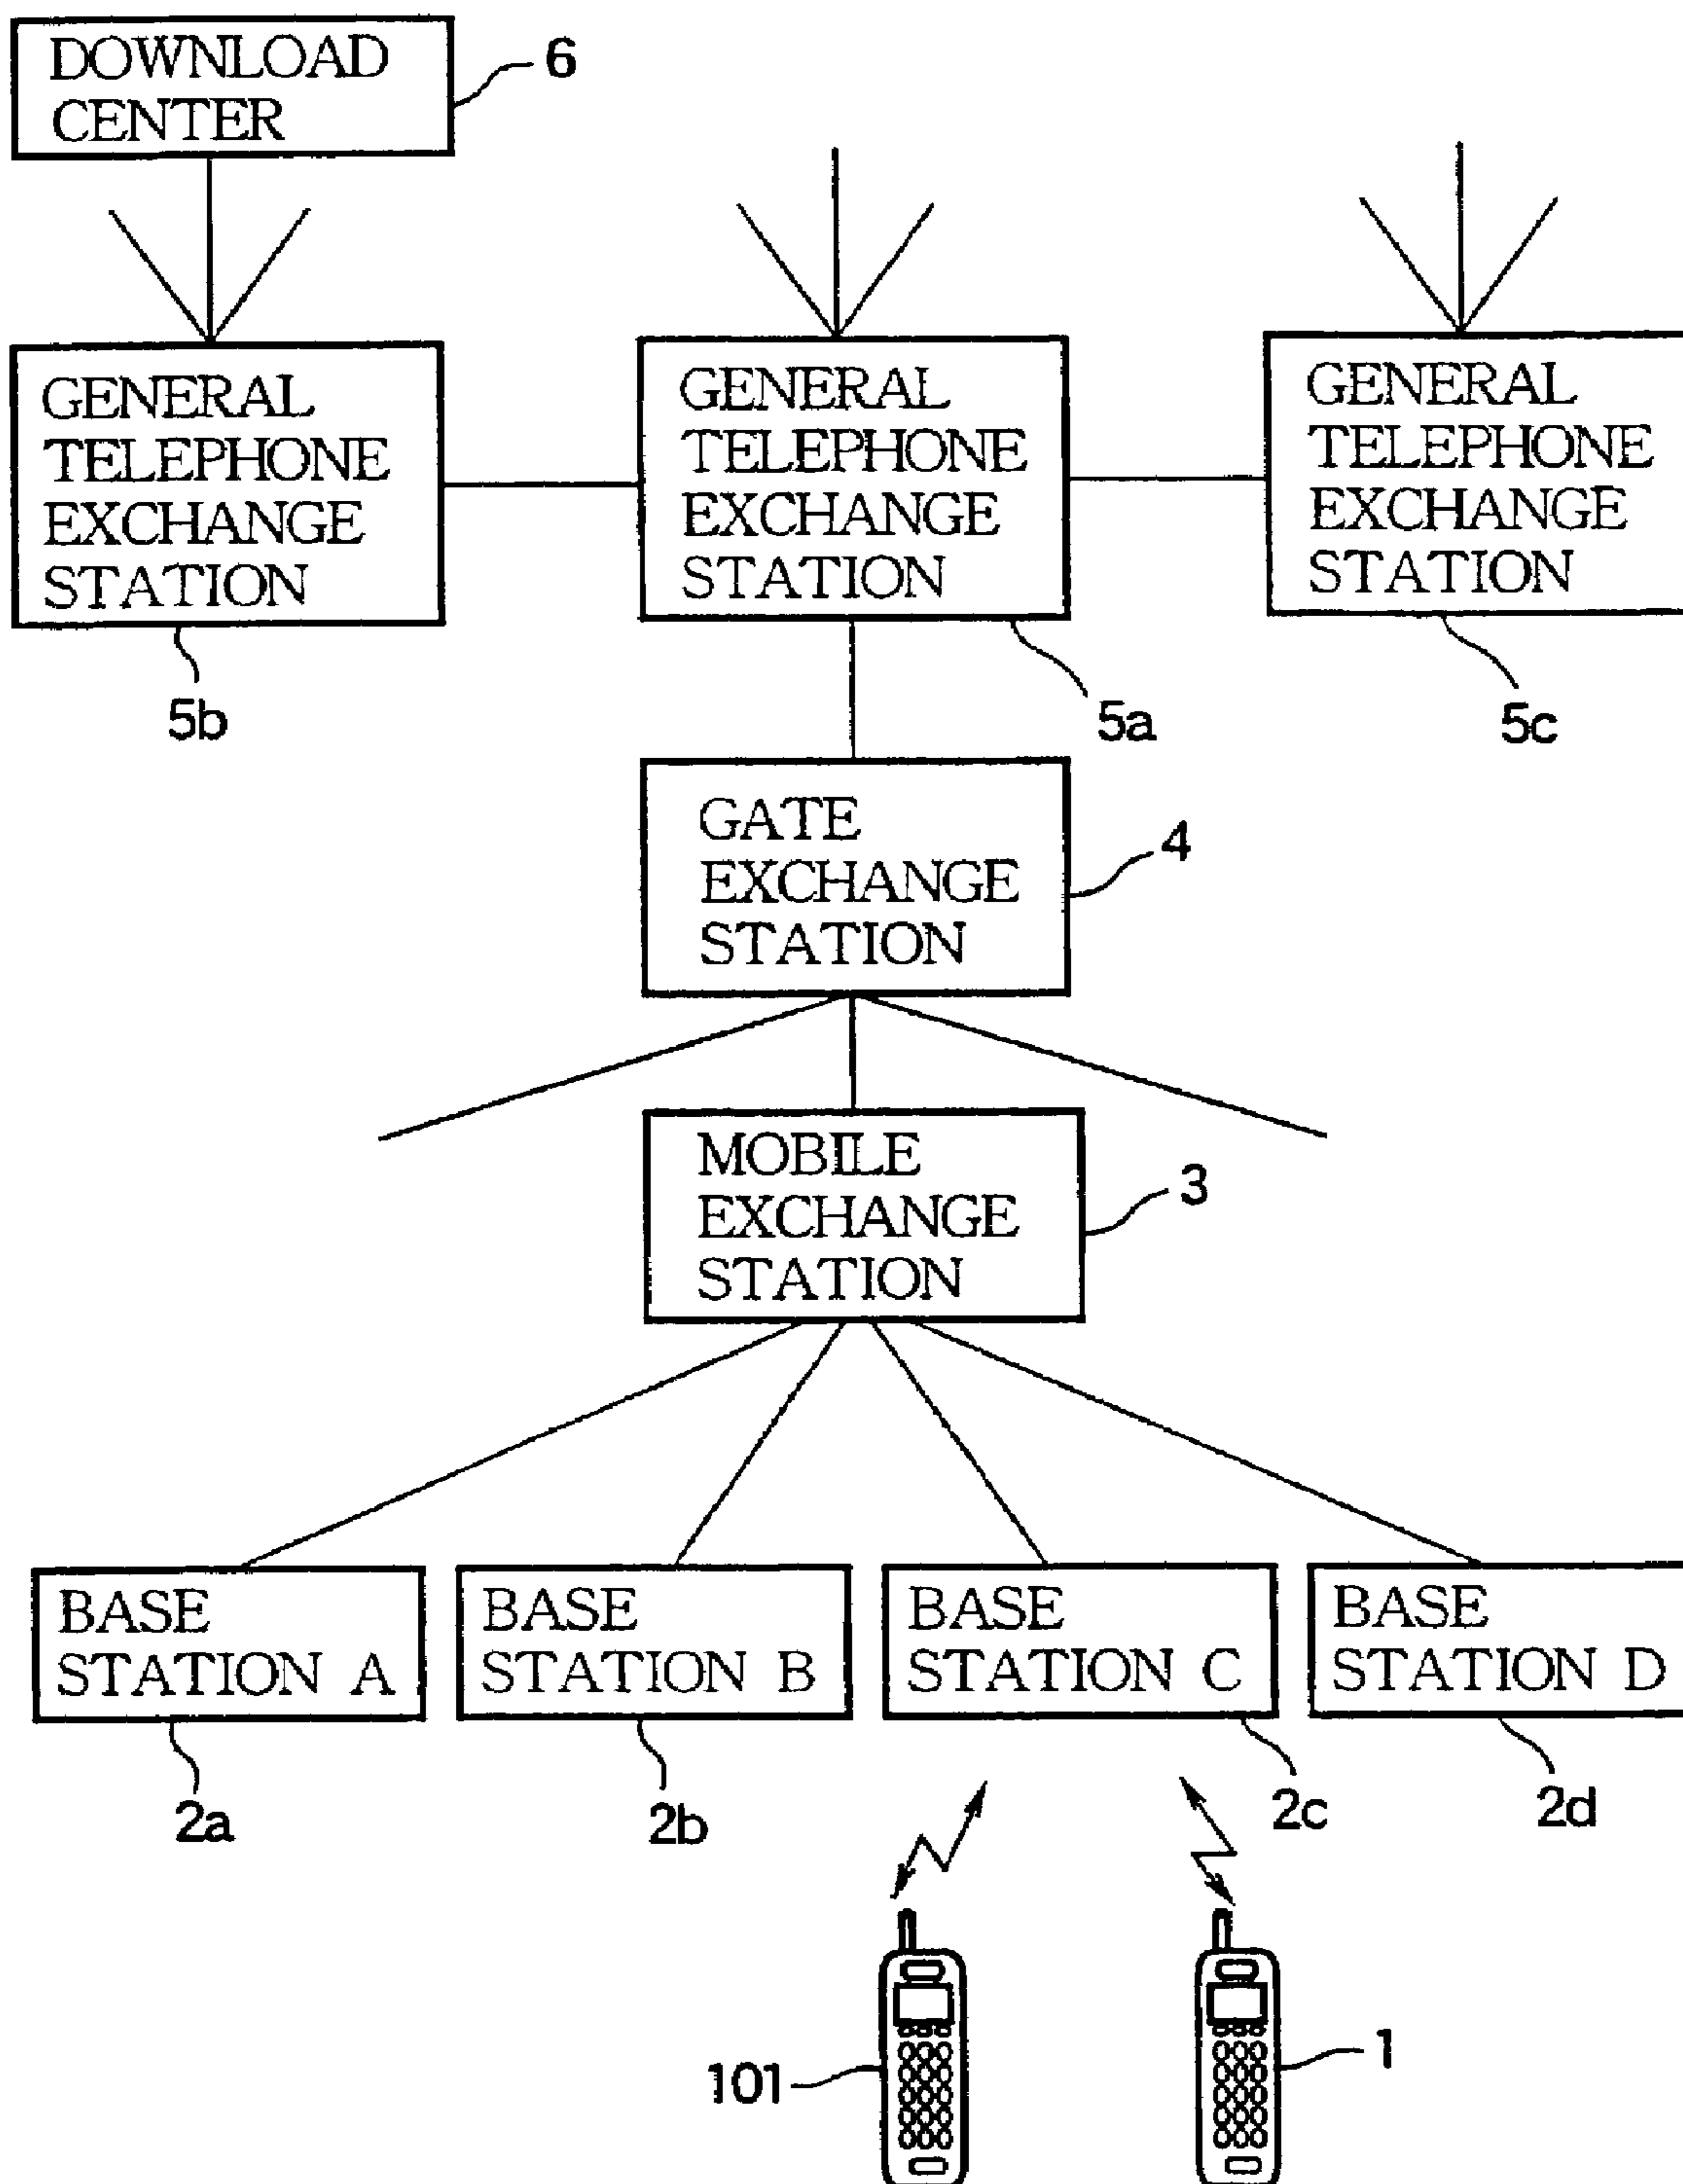 DOWNLOAD
CENTER
6
GENERAL
TELEPHONE
EXCHANGE
STATION
5b
GENERAL
TELEPHONE
EXCHANGE
STATION
5a
GENERAL
TELEPHONE
EXCHANGE
STATION
5c
GATE
EXCHANGE
STATION
4
MOBILE
EXCHANGE
STATION
3
BASE
STATION A
2a
BASE
STATION B
2b
BASE
STATION C
2c
BASE
STATION D
2d
101
1